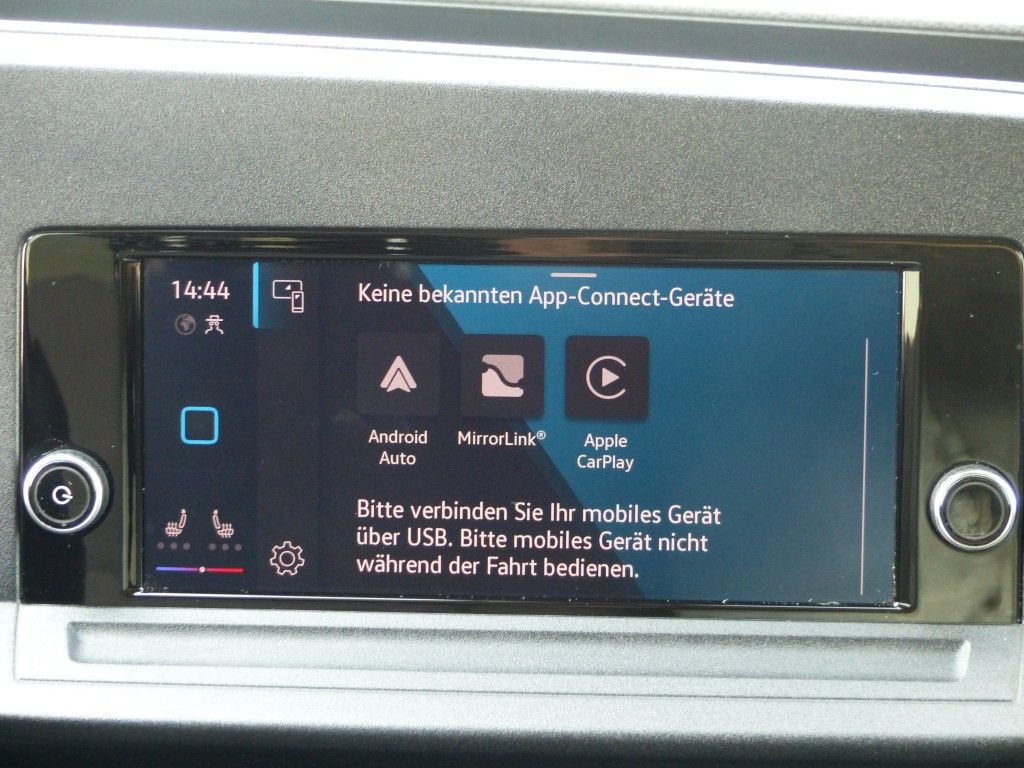 14:44
Keine bekannten App-Connect-Geräte
Android
Auto
MirrorLink®
Apple
CarPlay
Bitte verbinden Sie Ihr mobiles Gerät
über USB. Bitte mobiles Gerät nicht
während der Fahrt bedienen.